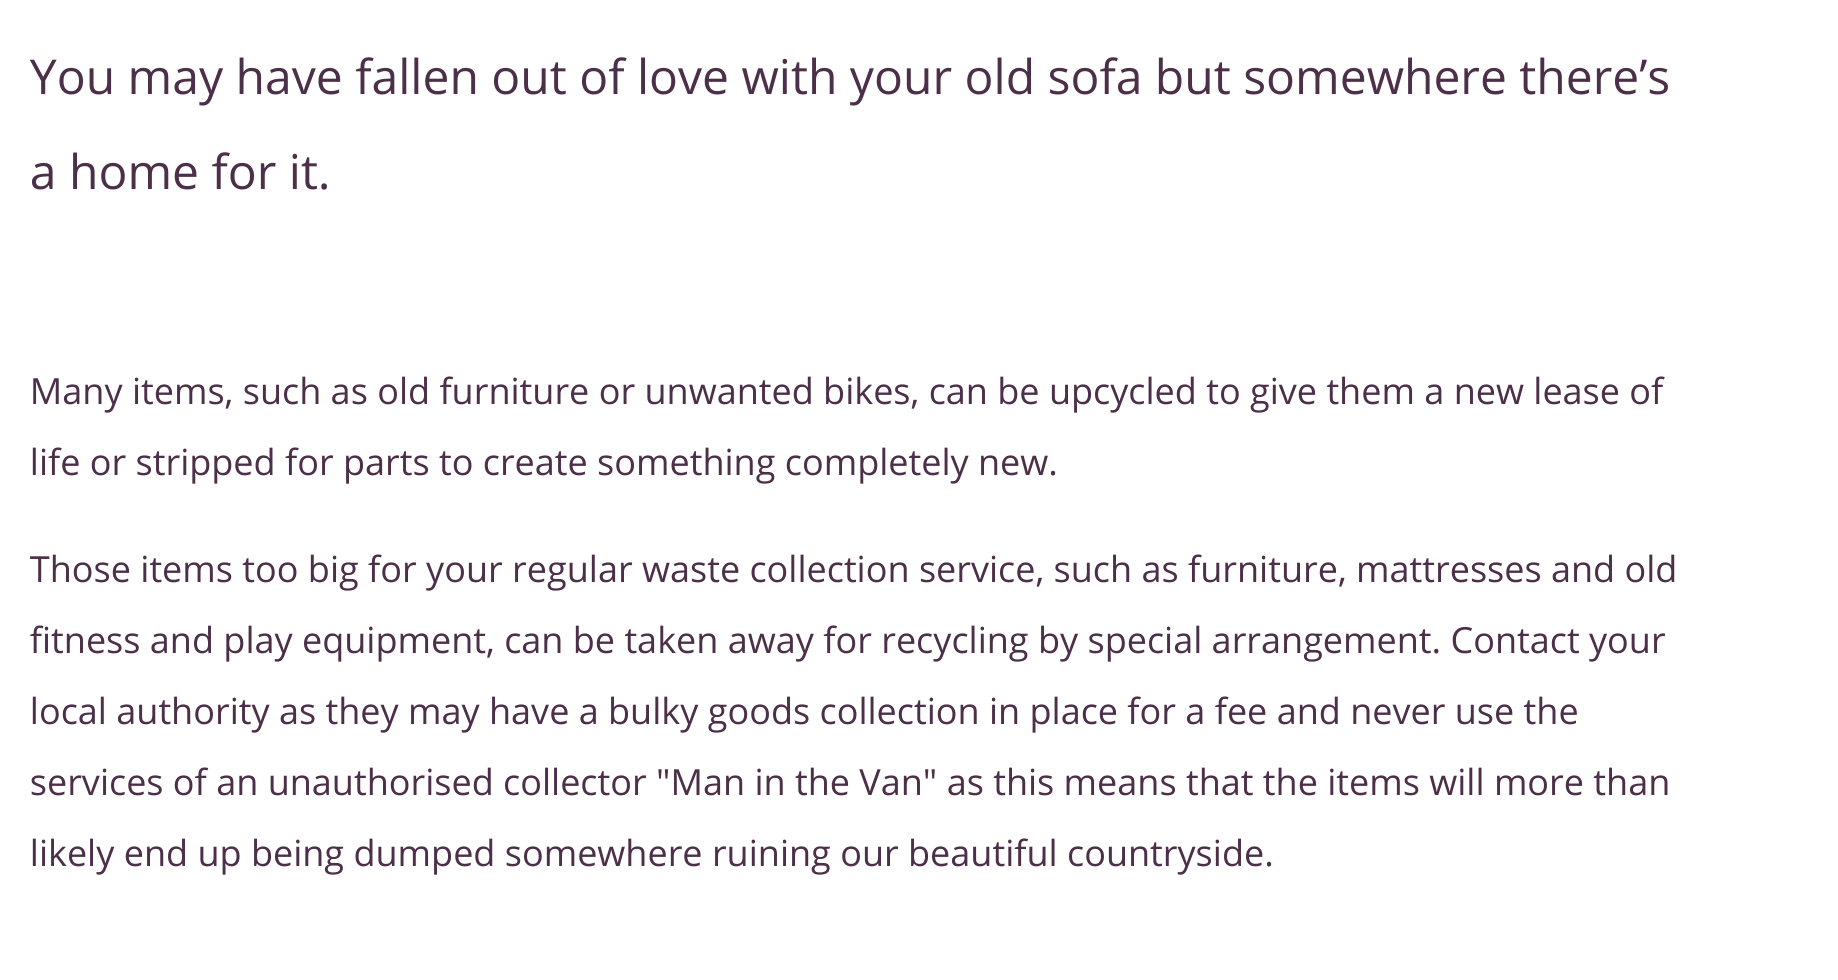 You may have fallen out of love with your old sofa but somewhere there’s
a home for it.
Many items, such as old furniture or unwanted bikes, can be upcycled to give them a new lease of
life or stripped for parts to create something completely new.
Those items too big for your regular waste collection service, such as furniture, mattresses and old
fitness and play equipment, can be taken away for recycling by special arrangement. Contact your
local authority as they may have a bulky goods collection in place for a fee and never use the
services of an unauthorised collector "Man in the Van" as this means that the items will more than
likely end up being dumped somewhere ruining our beautiful countryside.